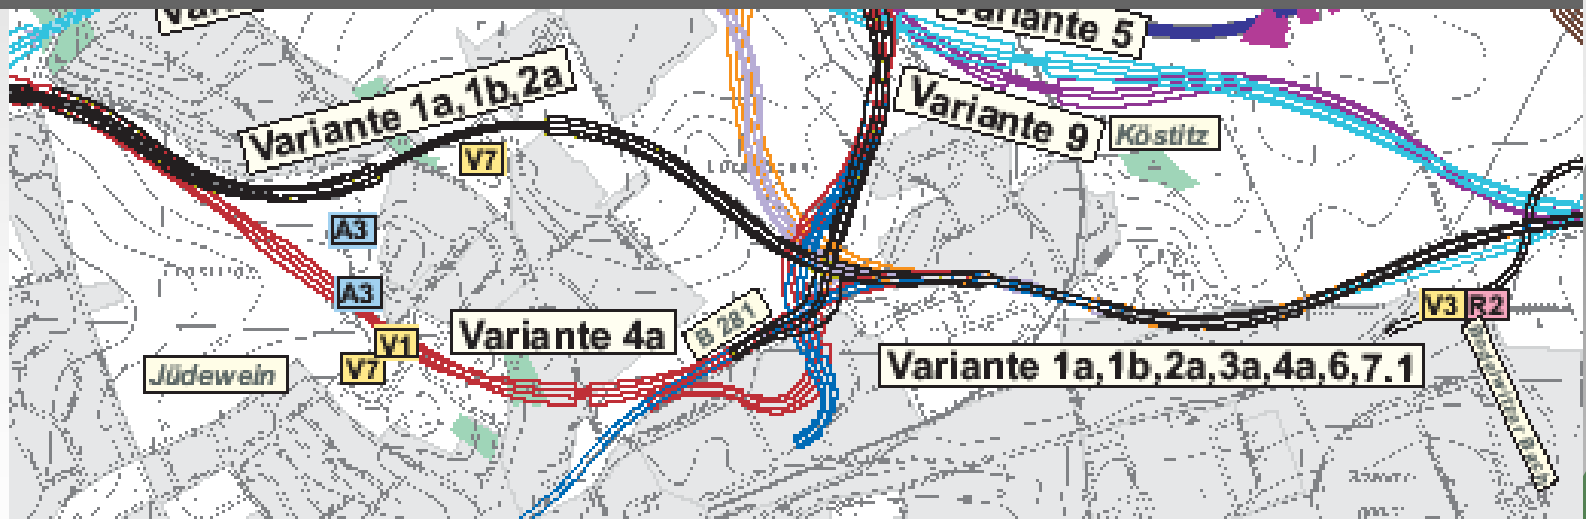 Variante 5
Variante 1a,1b,2a
Variante 9
Köstitz
V7
A3
A3
B 281
V3 R2
Variante 4a
V1
V7
Jüdewein
Variante 1a,1b,2a,3a,4a,6,7.1